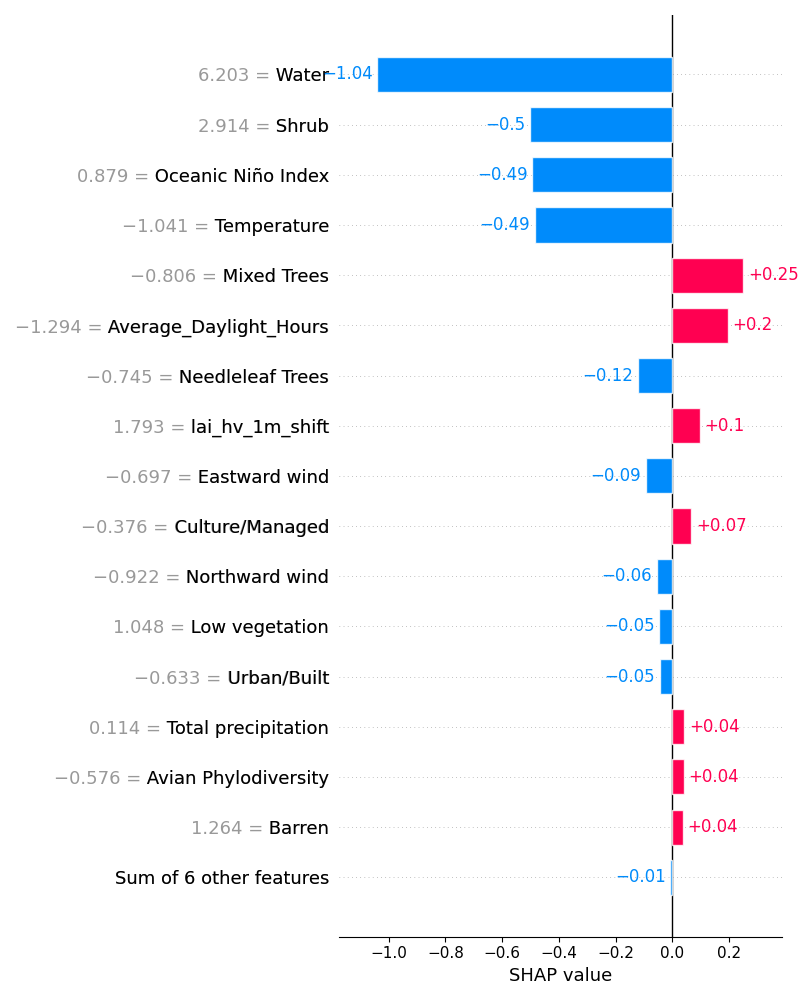 6.203 = Water −1.04
2.914 = Shrub −0.5
0.879 = Oceanic Niño Index −0.49
−1.041 = Temperature −0.49
−0.806 = Mixed Trees +0.25
−1.294 = Average_Daylight_Hours +0.2
−0.745 = Needleleaf Trees −0.12
1.793 = lai_hv_1m_shift +0.1
−0.697 = Eastward wind −0.09
−0.376 = Culture/Managed +0.07
−0.922 = Northward wind −0.06
1.048 = Low vegetation −0.05
−0.633 = Urban/Built −0.05
0.114 = Total precipitation +0.04
−0.576 = Avian Phylodiversity +0.04
1.264 = Barren +0.04
Sum of 6 other features −0.01
−1.0 −0.8 −0.6 −0.4 −0.2 0.0 0.2
SHAP value